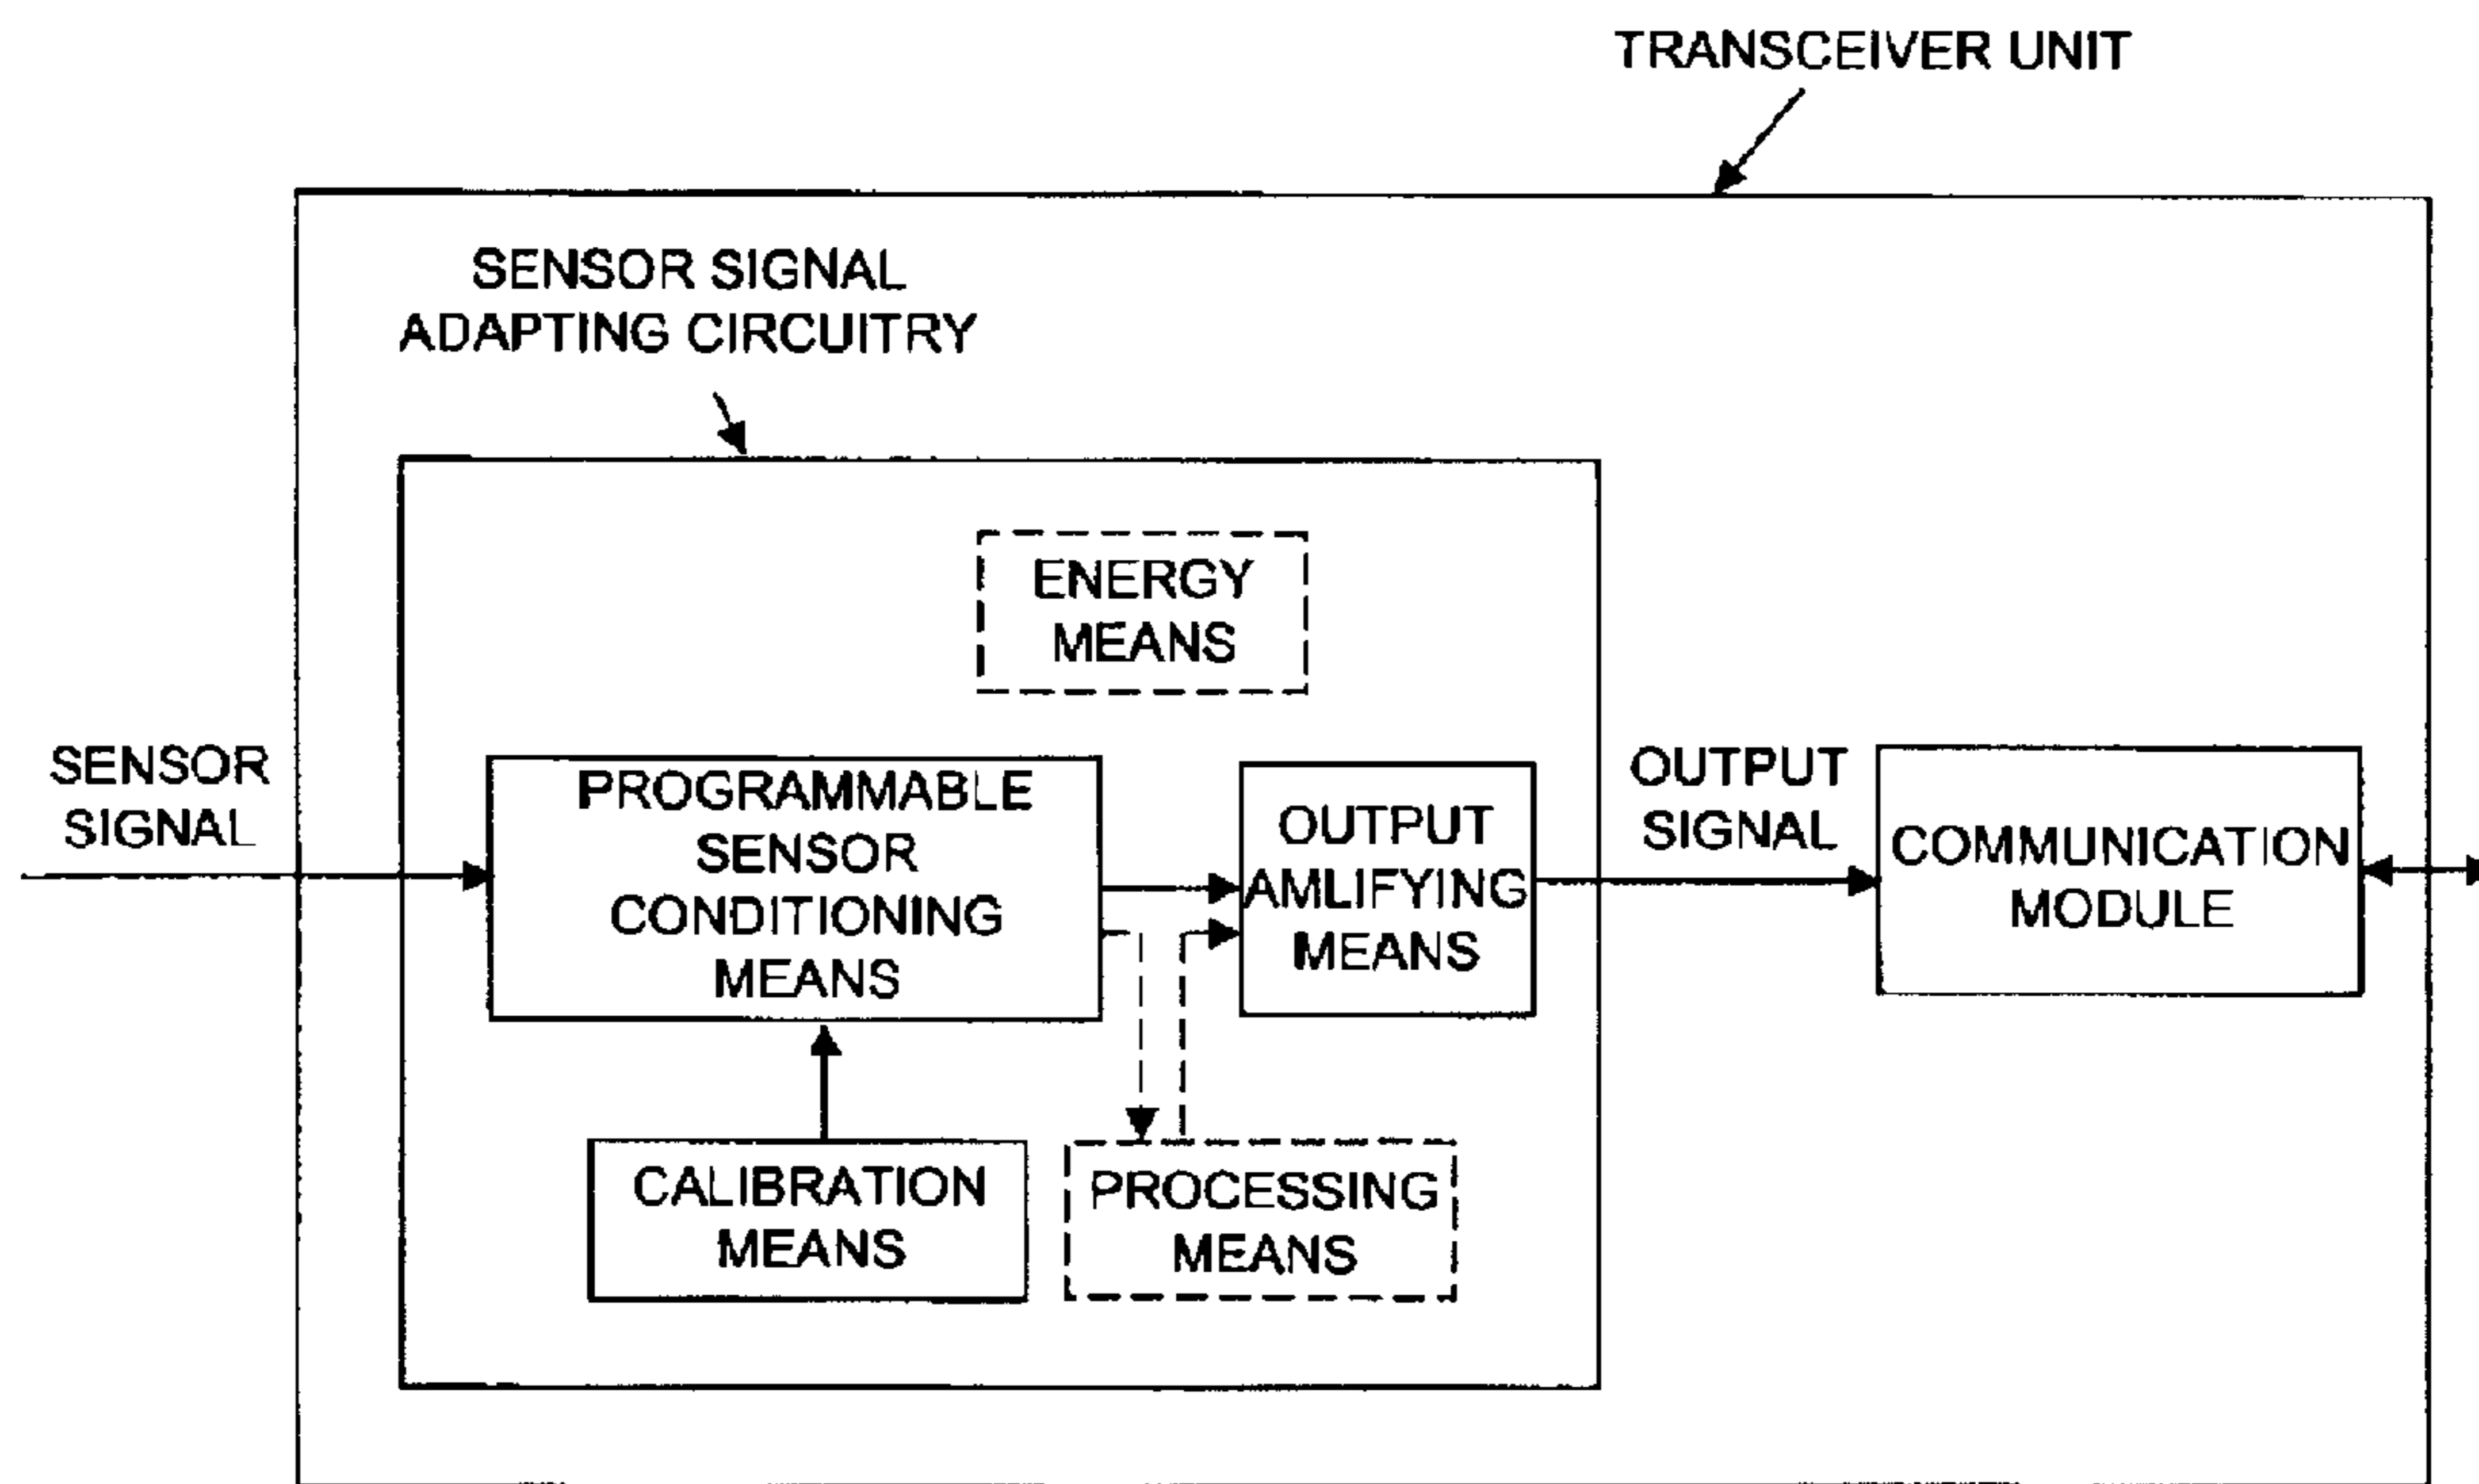 TRANSCEIVER UNIT
SENSOR SIGNAL
ADAPTING CIRCUITRY
ENERGY
MEANS
SENSOR
SIGNAL
PROGRAMMABLE
SENSOR
CONDITIONING
MEANS
OUTPUT
AMLIFYING
MEANS
OUTPUT
SIGNAL
COMMUNICATION
MODULE
CALIBRATION
MEANS
PROCESSING
MEANS